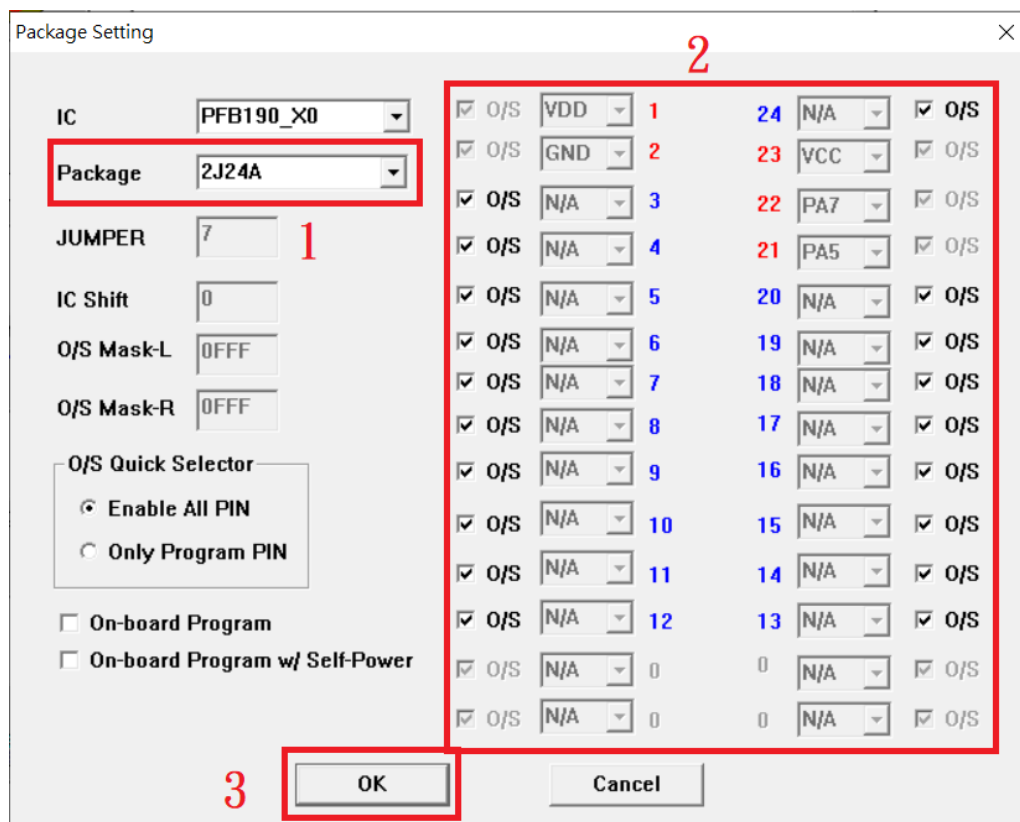 Package Setting
2
IC PFB190_X0
Package 2J24A
JUMPER 7
1
IC Shift 0
O/S Mask-L 0FFF
O/S Mask-R 0FFF
O/S Quick Selector
Enable All PIN
Only Program PIN
On-board Program
On-board Program w/ Self-Power
O/S VDD 1 24 N/A O/S
O/S GND 2 23 VCC O/S
O/S N/A 3 22 PA7 O/S
O/S N/A 4 21 PA5 O/S
O/S N/A 5 20 N/A O/S
O/S N/A 6 19 N/A O/S
O/S N/A 7 18 N/A O/S
O/S N/A 8 17 N/A O/S
O/S N/A 9 16 N/A O/S
O/S N/A 10 15 N/A O/S
O/S N/A 11 14 N/A O/S
O/S N/A 12 13 N/A O/S
O/S N/A 0 0 N/A O/S
O/S N/A 0 0 N/A O/S
3
OK Cancel